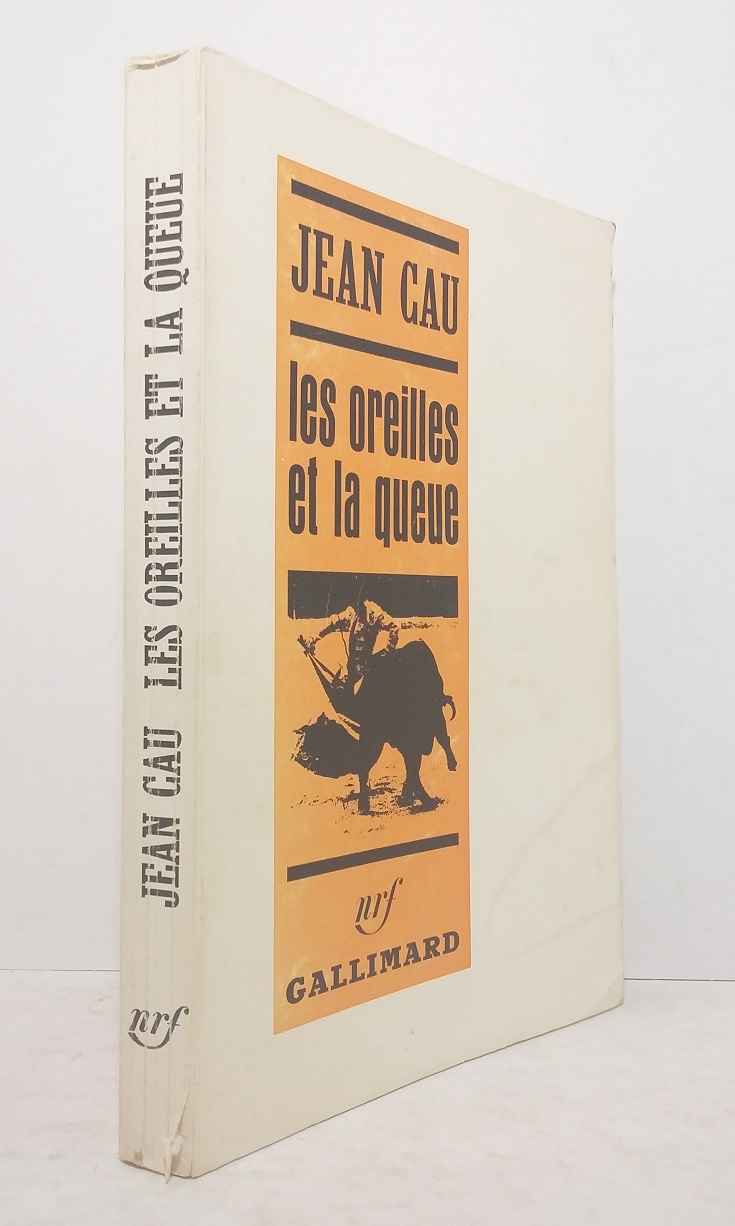 JEAN CAU LES OREILLES ET LA QUEUE
nrf
JEAN CAU
les oreilles
et la queue
nrf
GALLIMARD